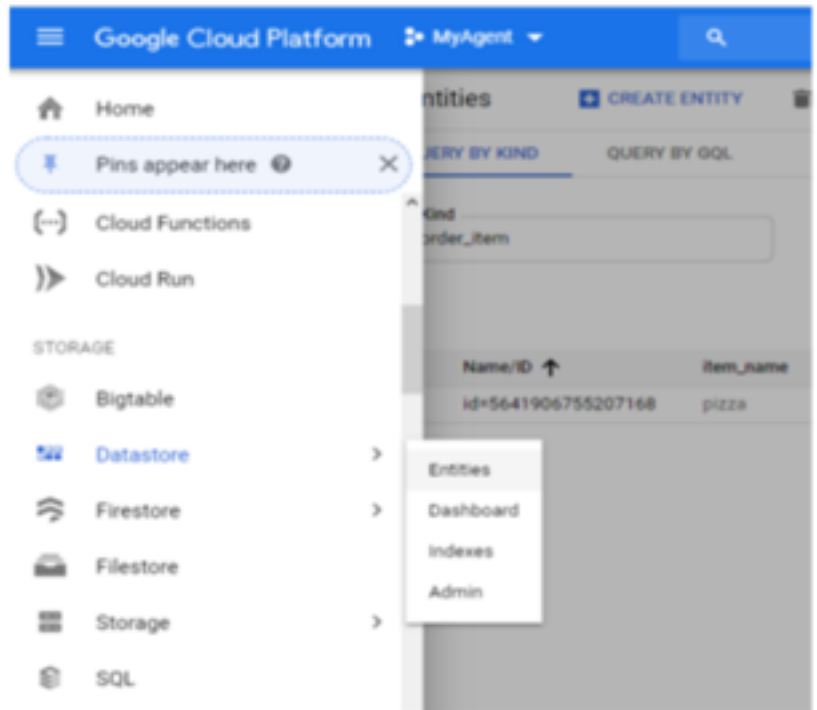 Google Cloud Platform MyAgent
Home
Pins appear here
Cloud Functions
Cloud Run
STORAGE
Bigtable
Datastore
Firestore
Filestore
Storage
SQL
Entities
Dashboard
Indexes
Admin
ntities CREATE ENTITY
UERY BY KIND QUERY BY GQL
Kind
order_item
Name/ID item_name
id=5641906755207168 pizza